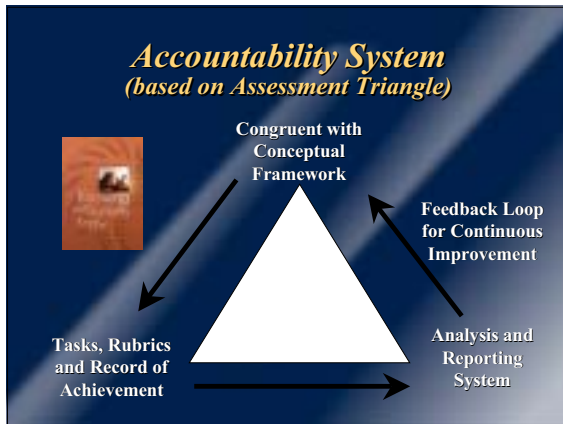 Accountability System
(based on Assessment Triangle)
Congruent with
Conceptual
Framework
Feedback Loop
for Continuous
Improvement
Tasks, Rubrics
and Record of
Achievement
Analysis and
Reporting
System